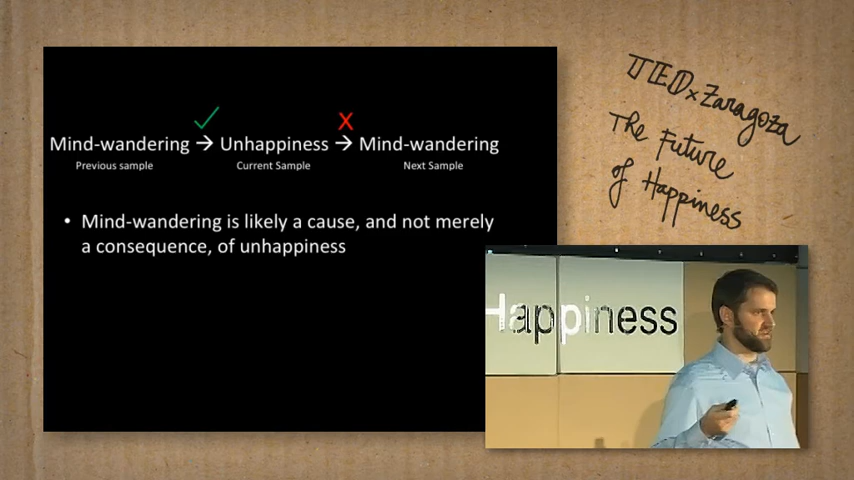 ✓ X
Mind-wandering → Unhappiness → Mind-wandering
Previous sample Current Sample Next Sample
• Mind-wandering is likely a cause, and not merely
a consequence, of unhappiness
TEDxZaragoza
The Future
of Happiness
Happiness